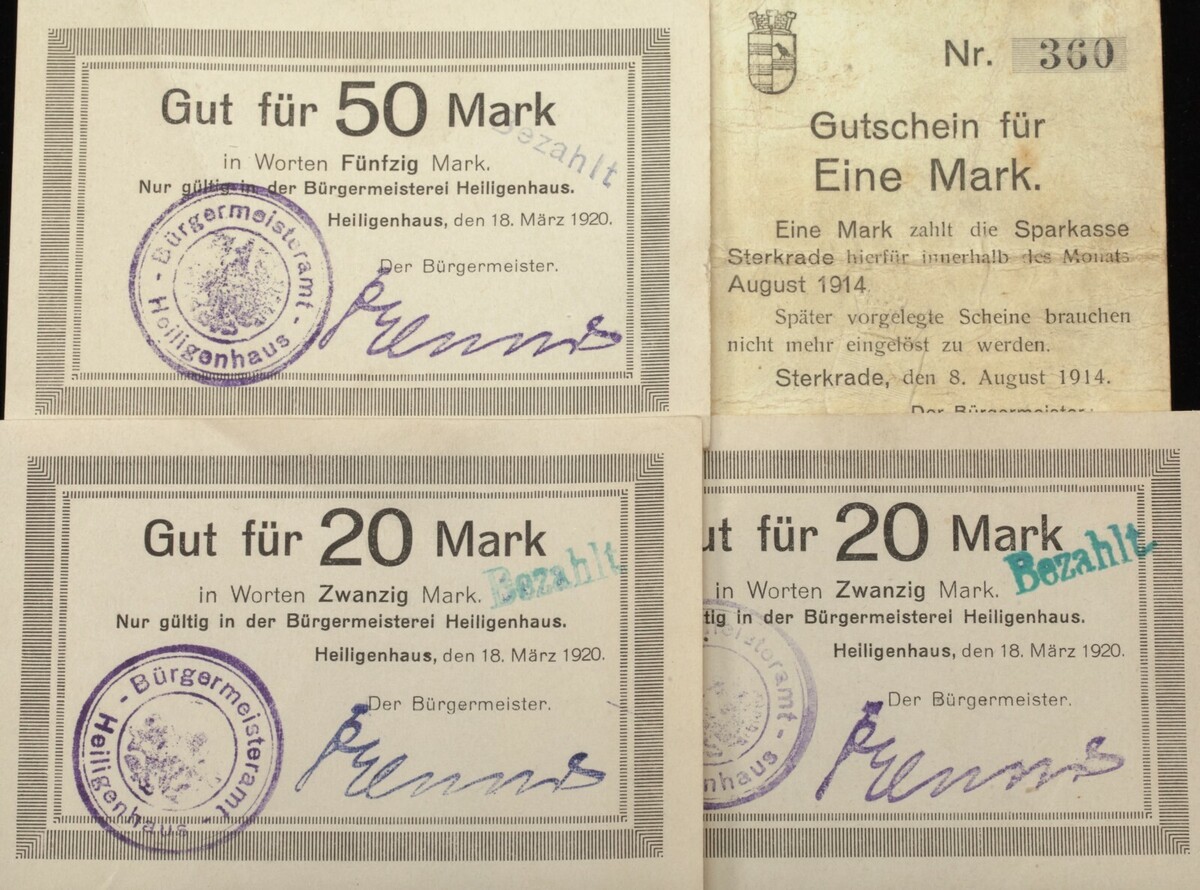 Gut für 50 Mark
Bezahlt
in Worten Fünfzig Mark.
Nur gültig in der Bürgermeisterei Heiligenhaus.
Heiligenhaus, den 18. März 1920.
Der Bürgermeister.
- Bürgermeisteramt -
Heiligenhaus
Nr. 360
Gutschein für
Eine Mark.
Eine Mark zahlt die Sparkasse
Sterkrade hierfür innerhalb des Monats
August 1914.
Später vorgelegte Scheine brauchen
nicht mehr eingelöst zu werden.
Sterkrade, den 8. August 1914.
Der Bürgermeister:
Gut für 20 Mark
Bezahlt
in Worten Zwanzig Mark.
Nur gültig in der Bürgermeisterei Heiligenhaus.
Heiligenhaus, den 18. März 1920.
Der Bürgermeister.
- Bürgermeisteramt -
Heiligenhaus
ut für 20 Mark
Bezahlt
in Worten Zwanzig Mark.
tig in der Bürgermeisterei Heiligenhaus.
Heiligenhaus, den 18. März 1920.
Der Bürgermeister.
meisteramt -
nhaus